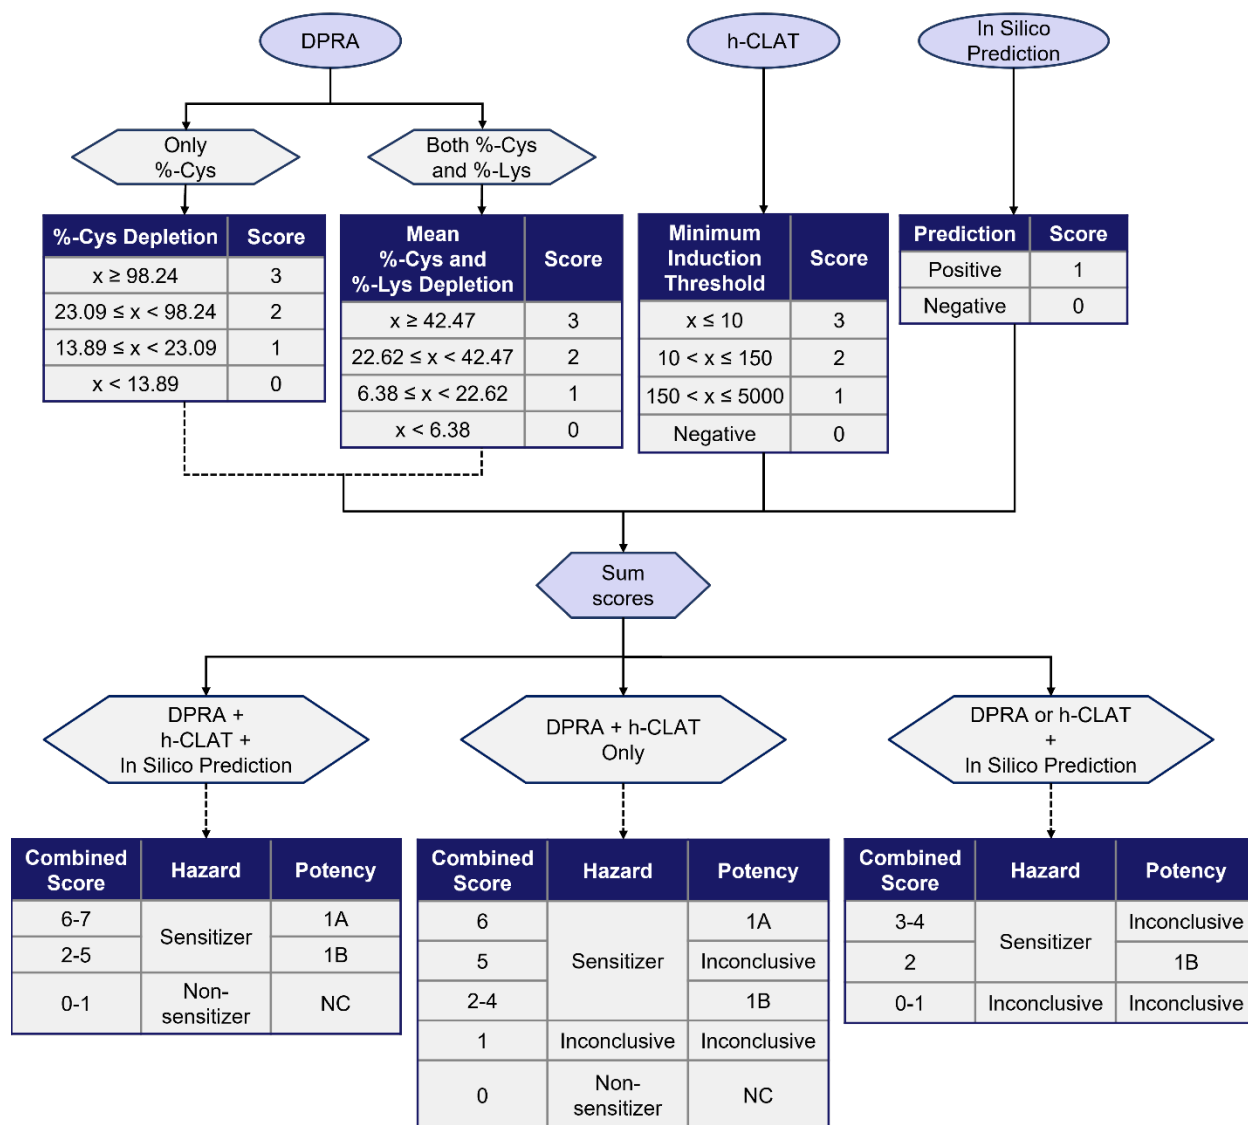 DPRA
h-CLAT
In Silico
Prediction
Only
%-Cys
Both %-Cys
and %-Lys
%-Cys Depletion Score
x ≥ 98.24 3
23.09 ≤ x < 98.24 2
13.89 ≤ x < 23.09 1
x < 13.89 0
Mean
%-Cys and
%-Lys Depletion
Score
x ≥ 42.47 3
22.62 ≤ x < 42.47 2
6.38 ≤ x < 22.62 1
x < 6.38 0
Minimum
Induction
Threshold
Score
x ≤ 10 3
10 < x ≤ 150 2
150 < x ≤ 5000 1
Negative 0
Prediction Score
Positive 1
Negative 0
Sum
scores
DPRA +
h-CLAT +
In Silico Prediction
DPRA + h-CLAT
Only
DPRA or h-CLAT
+
In Silico Prediction
Combined
Score
Hazard
Potency
6-7
Sensitizer
1A
2-5
1B
0-1
Non-
sensitizer
NC
Combined
Score
Hazard
Potency
6
Sensitizer
1A
5
Inconclusive
2-4
1B
1 Inconclusive Inconclusive
0
Non-
sensitizer
NC
Combined
Score
Hazard
Potency
3-4
Sensitizer
Inconclusive
2
1B
0-1 Inconclusive Inconclusive